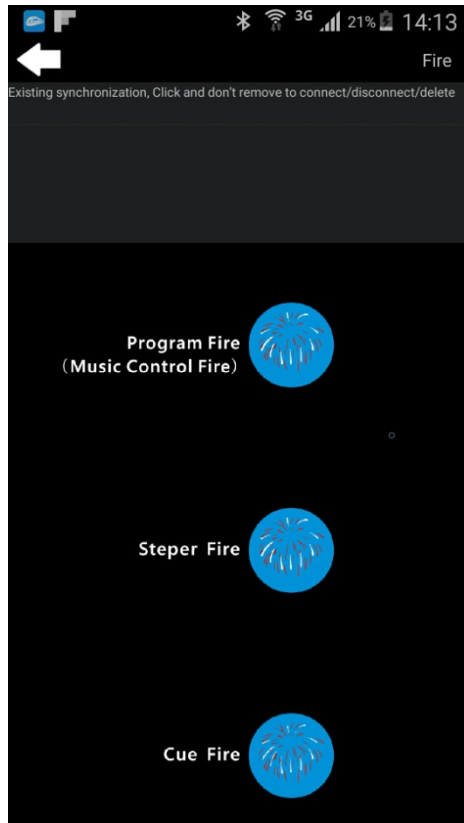 3G 21% 14:13
Fire
Existing synchronization, Click and don't remove to connect/disconnect/delete
Program Fire
（Music Control Fire）
Steper Fire
Cue Fire